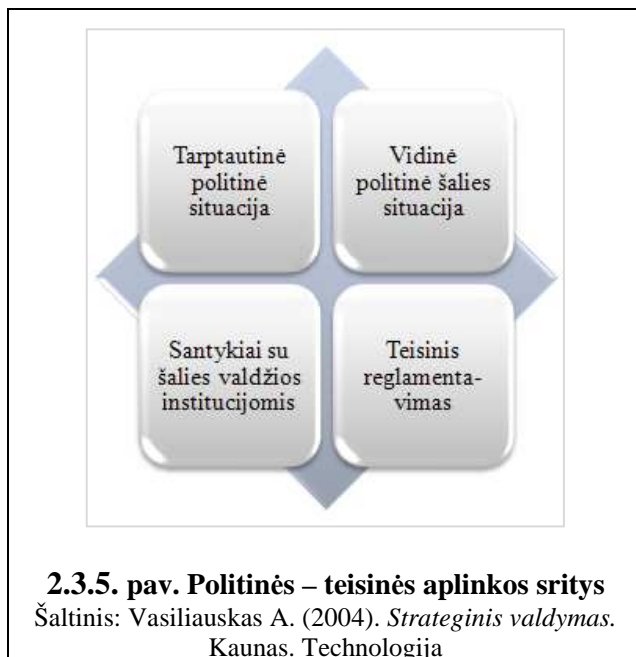 Tarptautinė
politinė
situacija
Vidinė
politinė šalies
situacija
Santykiai su
šalies valdžios
institucijomis
Teisinis
reglamenta-
vimas
2.3.5. pav. Politinės – teisinės aplinkos sritys
Šaltinis: Vasiliauskas A. (2004). Strateginis valdymas.
Kaunas. Technologija